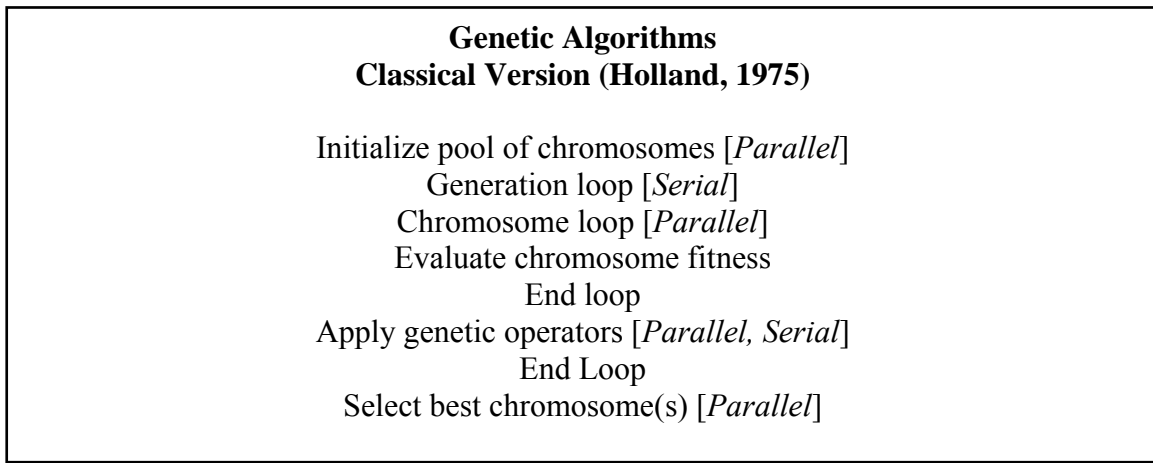 Genetic Algorithms
Classical Version (Holland, 1975)
Initialize pool of chromosomes [Parallel]
Generation loop [Serial]
Chromosome loop [Parallel]
Evaluate chromosome fitness
End loop
Apply genetic operators [Parallel, Serial]
End Loop
Select best chromosome(s) [Parallel]